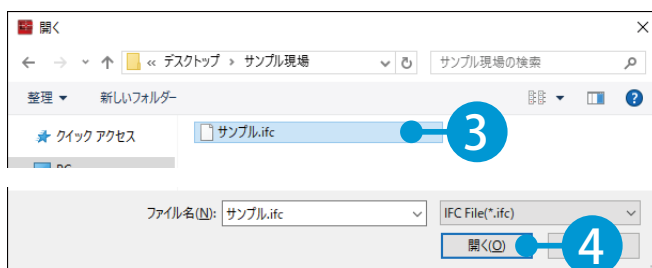 開く
« デスクトップ › サンプル現場
サンプル現場の検索
整理 ▼ 新しいフォルダー
クイック アクセス
サンプル.ifc
3
ファイル名(N): サンプル.ifc
IFC File(*.ifc)
開く(O)
4